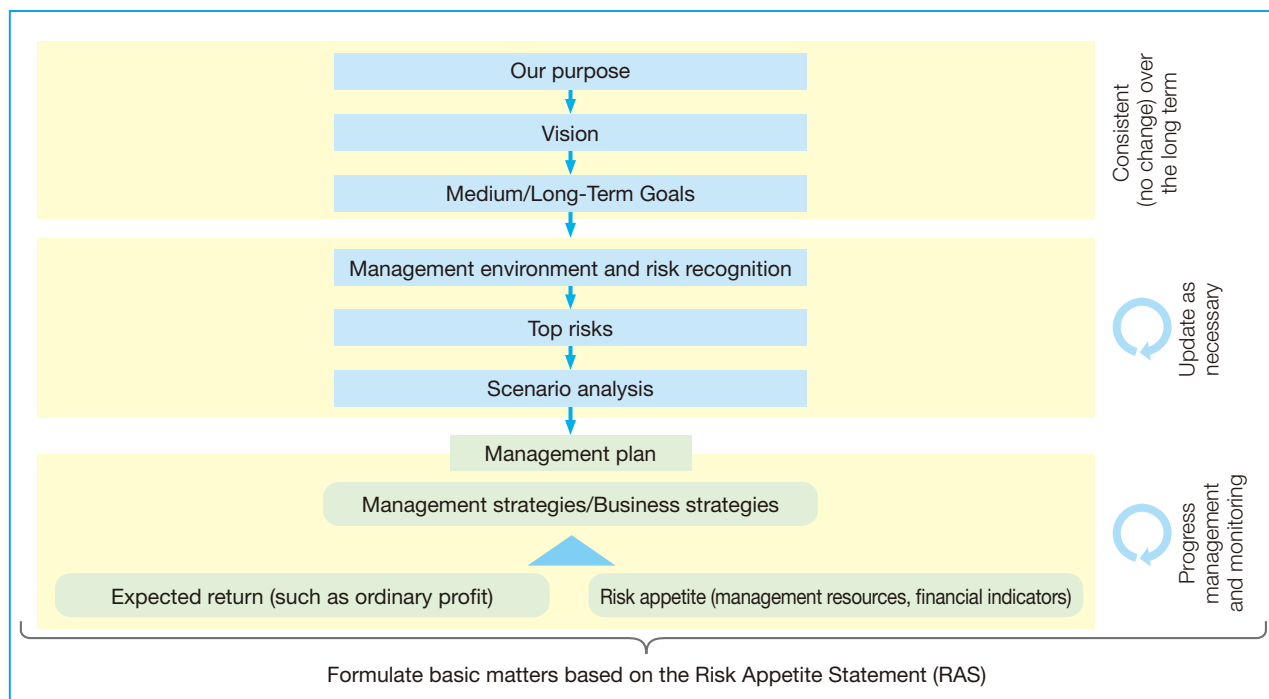 Our purpose
Vision
Medium/Long-Term Goals
Consistent
(no change) over
the long term
Management environment and risk recognition
Top risks
Scenario analysis
Update as
necessary
Management plan
Management strategies/Business strategies
Expected return (such as ordinary profit)
Risk appetite (management resources, financial indicators)
Progress
management
and monitoring
Formulate basic matters based on the Risk Appetite Statement (RAS)